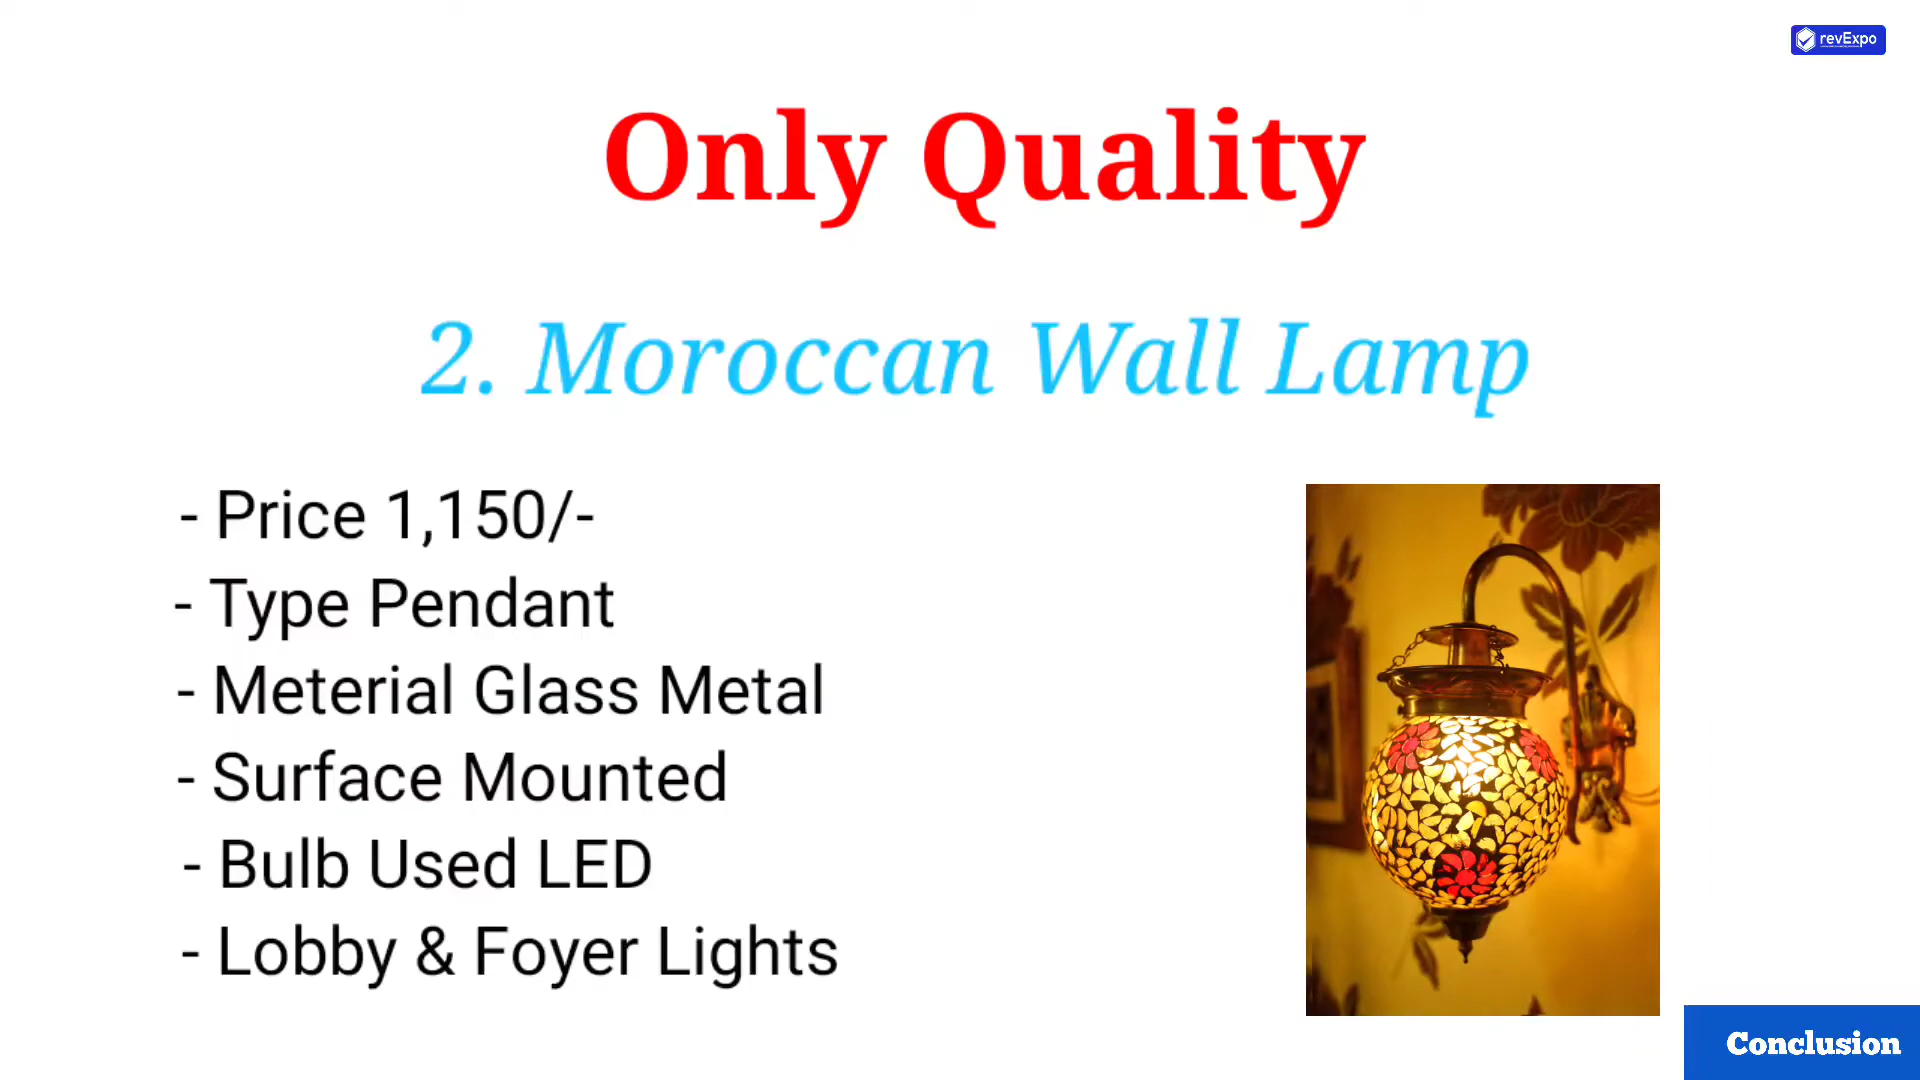 revExpo
Only Quality
2. Moroccan Wall Lamp
- Price 1,150/-
- Type Pendant
- Meterial Glass Metal
- Surface Mounted
- Bulb Used LED
- Lobby & Foyer Lights
Conclusion